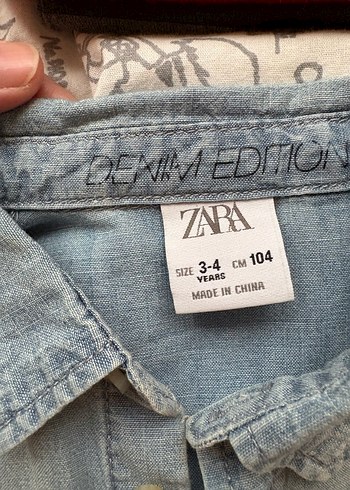 DENIM EDITION
ZARA
SIZE 3-4 YEARS CM 104
MADE IN CHINA